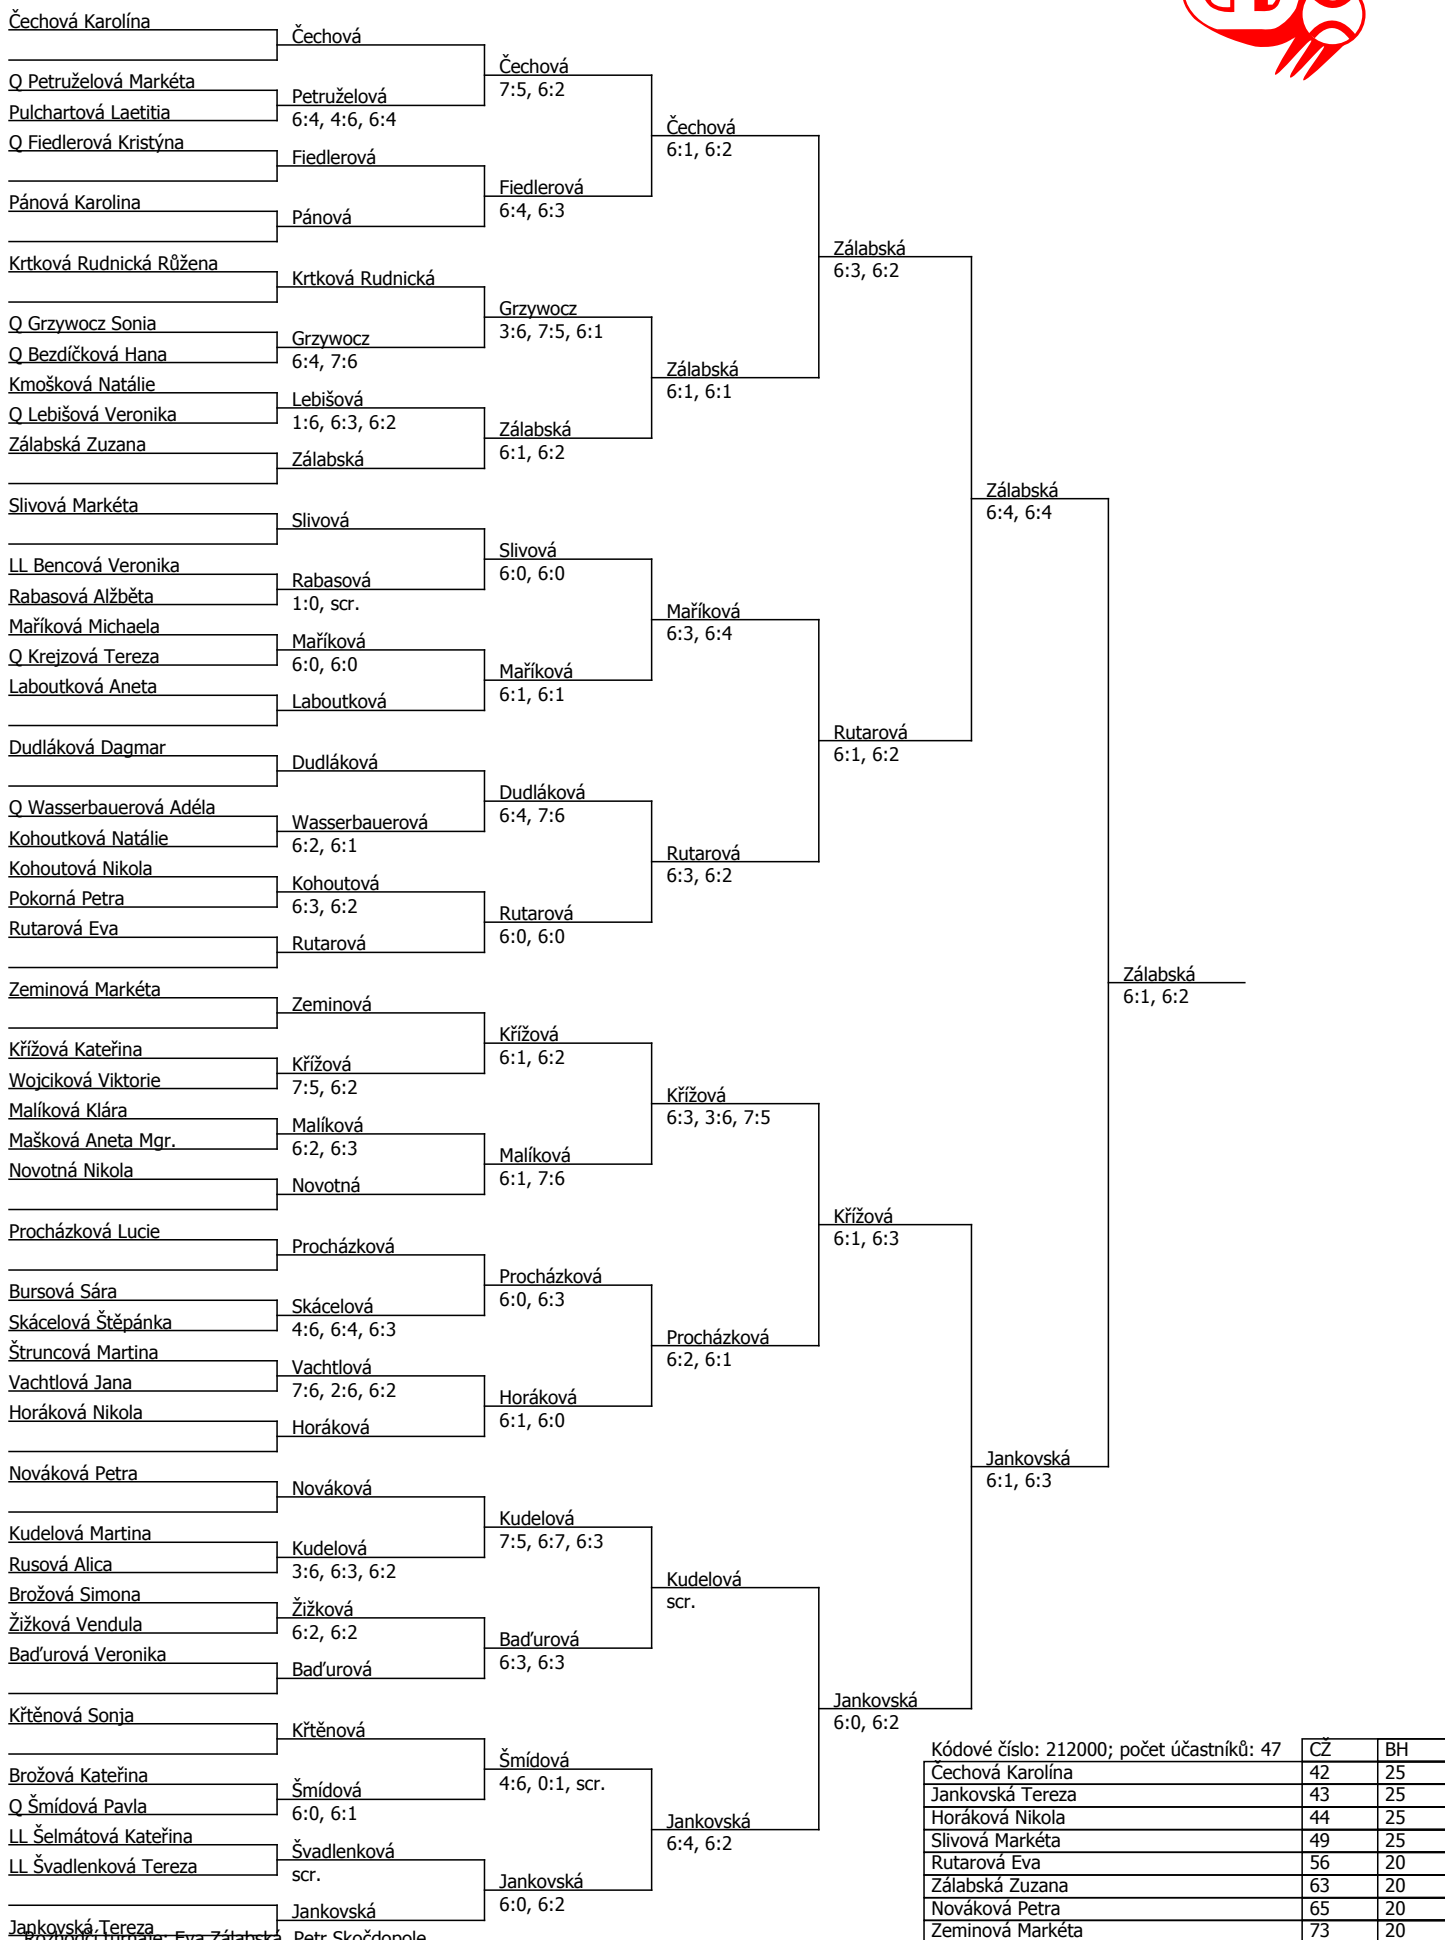 Čechová Karolína
Q Petruželová Markéta
Pulchartová Laetitia
Q Fiedlerová Kristýna
Pánová Karolina
Krtková Rudnická Růžena
Q Grzywocz Sonia
Q Bezdíčková Hana
Kmošková Natálie
Q Lebišová Veronika
Zálabská Zuzana
Slivová Markéta
LL Bencová Veronika
Rabasová Alžběta
Maříková Michaela
Q Krejzová Tereza
Laboutková Aneta
Dudláková Dagmar
Q Wasserbauerová Adéla
Kohoutková Natálie
Kohoutová Nikola
Pokorná Petra
Rutarová Eva
Zeminová Markéta
Křížová Kateřina
Wojciková Viktorie
Malíková Klára
Mašková Aneta Mgr.
Novotná Nikola
Procházková Lucie
Bursová Sára
Skácelová Štěpánka
Štruncová Martina
Vachtlová Jana
Horáková Nikola
Nováková Petra
Kudelová Martina
Rusová Alica
Brožová Simona
Žižková Vendula
Baďurová Veronika
Křtěnová Sonja
Brožová Kateřina
Q Šmídová Pavla
LL Šelmátová Kateřina
LL Švadlenková Tereza
Jankovská Tereza
Rozhodčí turnaje: Eva Zálabská, Petr Skočdopole
Čechová
Petruželová
6:4, 4:6, 6:4
Fiedlerová
Pánová
Krtková Rudnická
Grzywocz
6:4, 7:6
Lebišová
1:6, 6:3, 6:2
Zálabská
Slivová
Rabasová
1:0, scr.
Maříková
6:0, 6:0
Laboutková
Dudláková
Wasserbauerová
6:2, 6:1
Kohoutová
6:3, 6:2
Rutarová
Zeminová
Křížová
7:5, 6:2
Malíková
6:2, 6:3
Novotná
Procházková
Skácelová
4:6, 6:4, 6:3
Vachtlová
7:6, 2:6, 6:2
Horáková
Nováková
Kudelová
3:6, 6:3, 6:2
Žižková
6:2, 6:2
Baďurová
Křtěnová
Šmídová
6:0, 6:1
Švadlenková
scr.
Jankovská
Čechová
7:5, 6:2
Fiedlerová
6:4, 6:3
Grzywocz
3:6, 7:5, 6:1
Zálabská
6:1, 6:2
Slivová
6:0, 6:0
Maříková
6:1, 6:1
Dudláková
6:4, 7:6
Rutarová
6:0, 6:0
Křížová
6:1, 6:2
Malíková
6:1, 7:6
Procházková
6:0, 6:3
Horáková
6:1, 6:0
Kudelová
7:5, 6:7, 6:3
Baďurová
6:3, 6:3
Šmídová
4:6, 0:1, scr.
Jankovská
6:0, 6:2
Čechová
6:1, 6:2
Zálabská
6:1, 6:1
Maříková
6:3, 6:4
Rutarová
6:3, 6:2
Křížová
6:3, 3:6, 7:5
Procházková
6:2, 6:1
Kudelová
scr.
Jankovská
6:4, 6:2
Zálabská
6:3, 6:2
Rutarová
6:1, 6:2
Křížová
6:1, 6:3
Jankovská
6:0, 6:2
Zálabská
6:4, 6:4
Jankovská
6:1, 6:3
Zálabská
6:1, 6:2
Kódové číslo: 212000; počet účastníků: 47 CŽ BH
Čechová Karolína 42 25
Jankovská Tereza 43 25
Horáková Nikola 44 25
Slivová Markéta 49 25
Rutarová Eva 56 20
Zálabská Zuzana 63 20
Nováková Petra 65 20
Zeminová Markéta 73 20